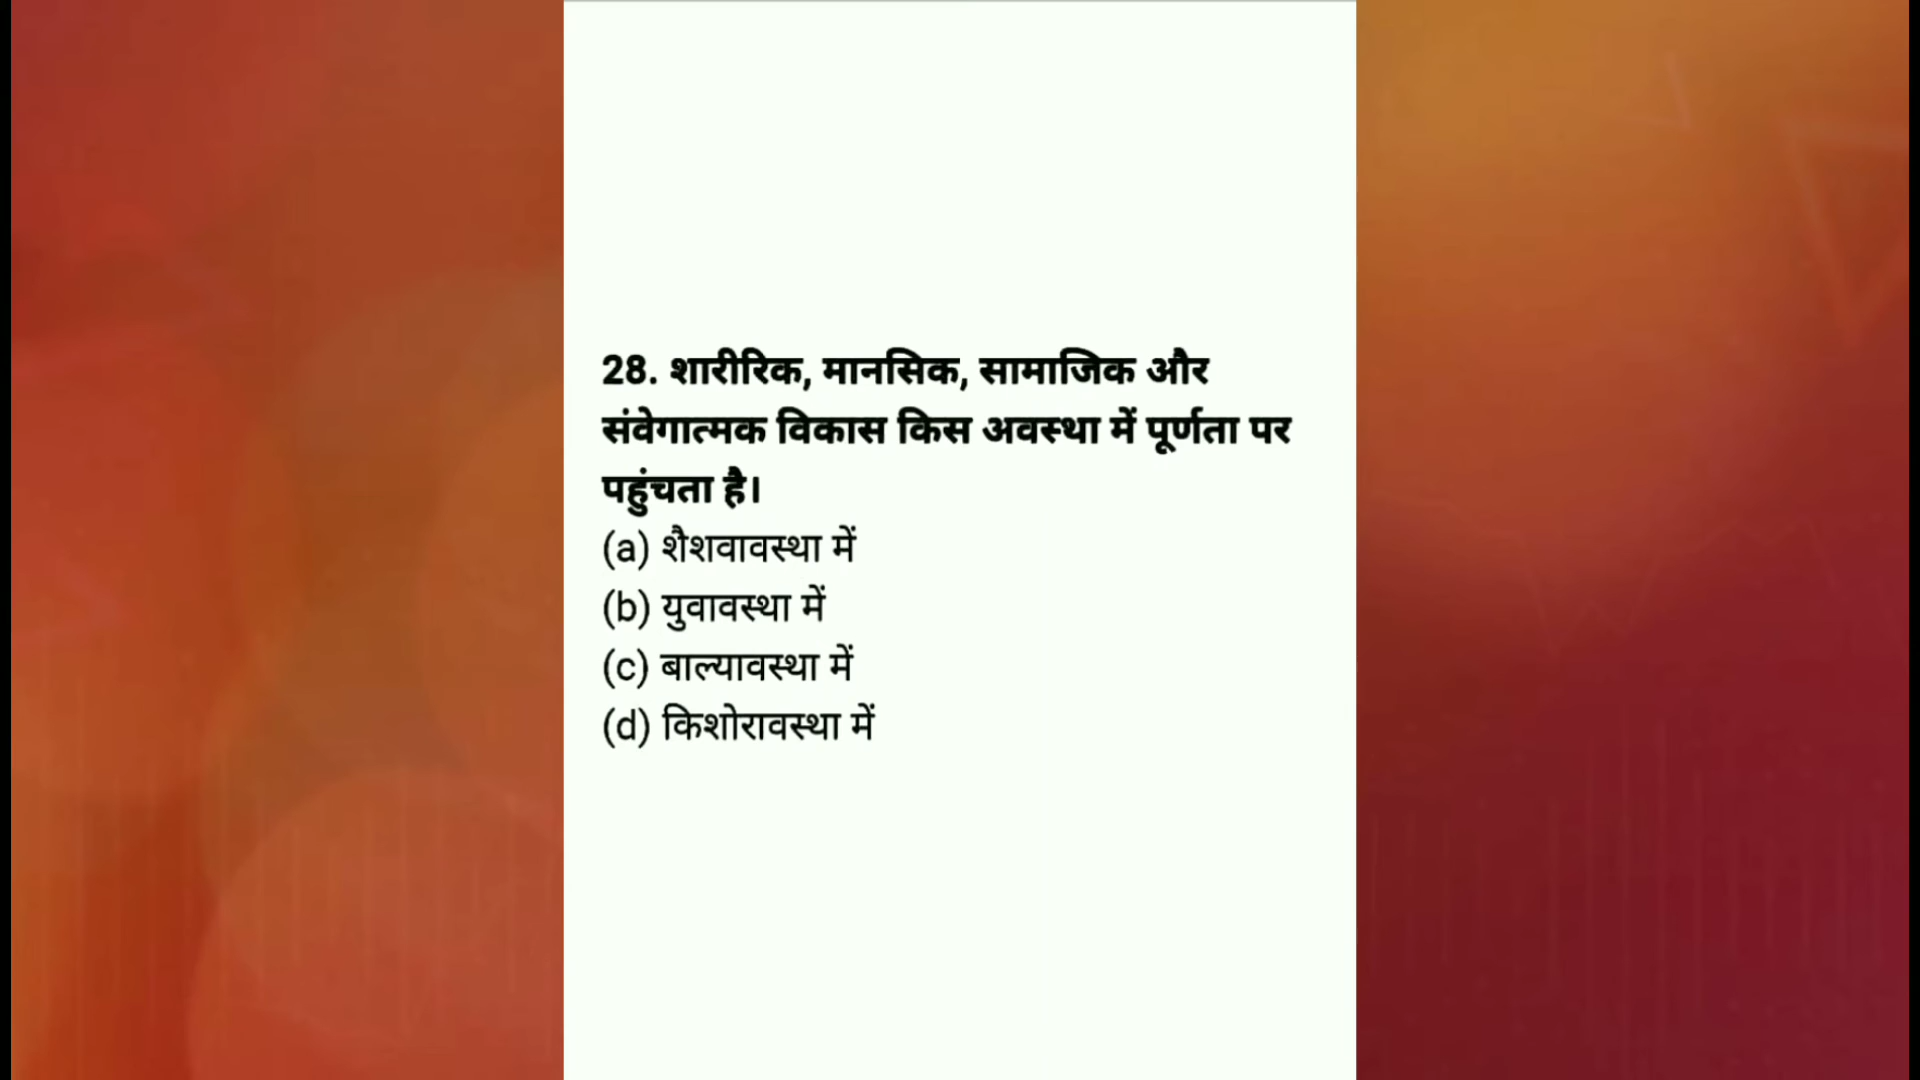 28. शारीरिक, मानसिक, सामाजिक और
संवेगात्मक विकास किस अवस्था में पूर्णता पर
पहुंचता है।
(a) शैशवावस्था में
(b) युवावस्था में
(c) बाल्यावस्था में
(d) किशोरावस्था में